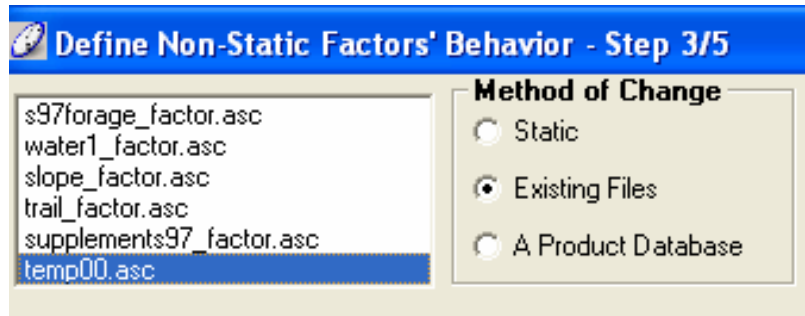 Define Non-Static Factors' Behavior - Step 3/5
s97forage_factor.asc
water1_factor.asc
slope_factor.asc
trail_factor.asc
supplements97_factor.asc
temp00.asc
Method of Change
Static
Existing Files
A Product Database